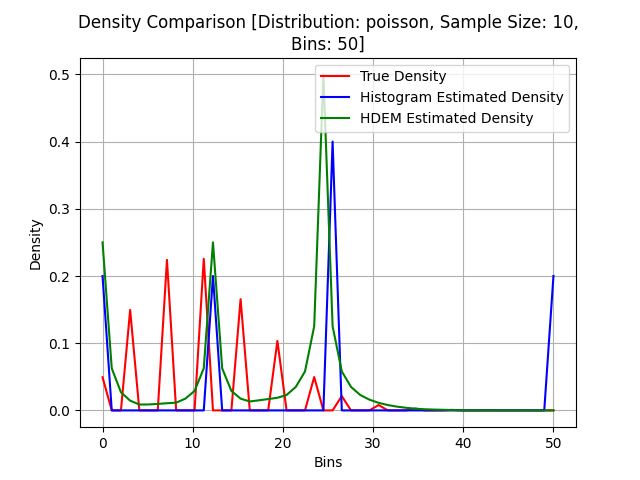 Density Comparison [Distribution: poisson, Sample Size: 10,
Bins: 50]
True Density
Histogram Estimated Density
HDEM Estimated Density
Density
0.5
0.4
0.3
0.2
0.1
0.0
0 10 20 30 40 50
Bins